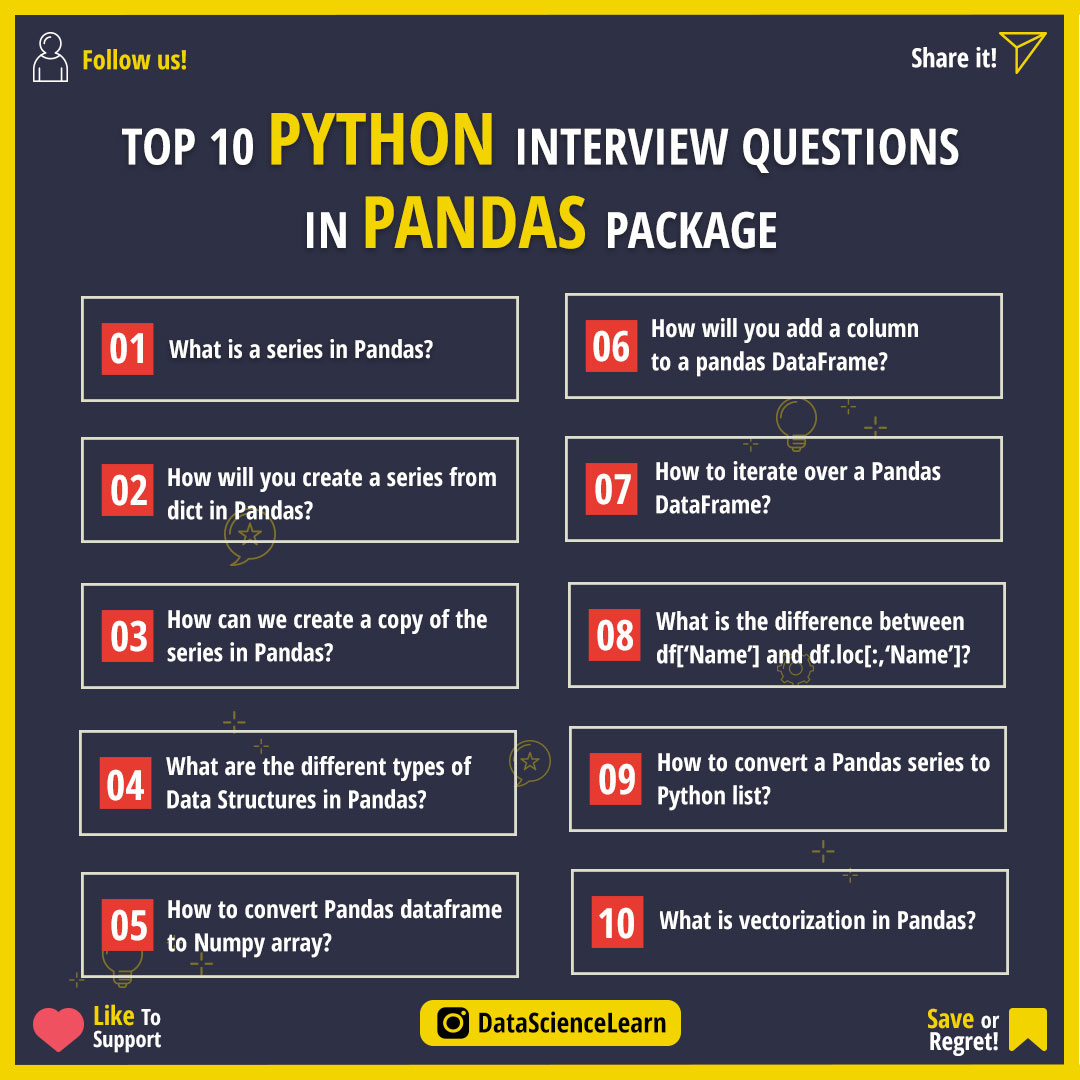 Follow us!
Share it!
TOP 10 PYTHON INTERVIEW QUESTIONS
IN PANDAS PACKAGE
01
What is a series in Pandas?
02
How will you create a series from
dict in Pandas?
03
How can we create a copy of the
series in Pandas?
04
What are the different types of
Data Structures in Pandas?
05
How to convert Pandas dataframe
to Numpy array?
06
How will you add a column
to a pandas DataFrame?
07
How to iterate over a Pandas
DataFrame?
08
What is the difference between
df[‘Name’] and df.loc[:,‘Name’]?
09
How to convert a Pandas series to
Python list?
10
What is vectorization in Pandas?
Like To
Support
DataScienceLearn
Save or
Regret!